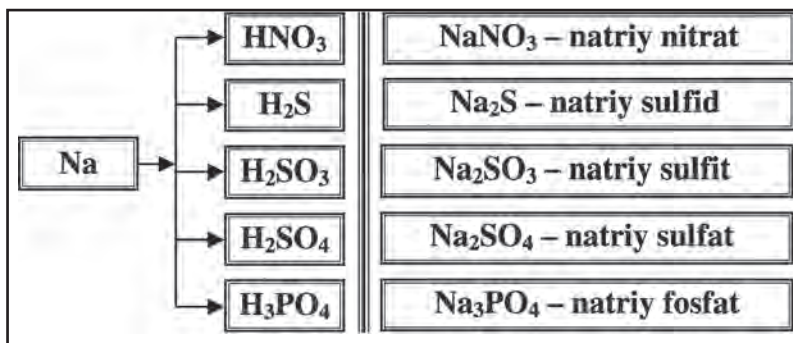 HNO₃ NaNO₃ – natriy nitrat
H₂S Na₂S – natriy sulfid
Na H₂SO₃ Na₂SO₃ – natriy sulfit
H₂SO₄ Na₂SO₄ – natriy sulfat
H₃PO₄ Na₃PO₄ – natriy fosfat